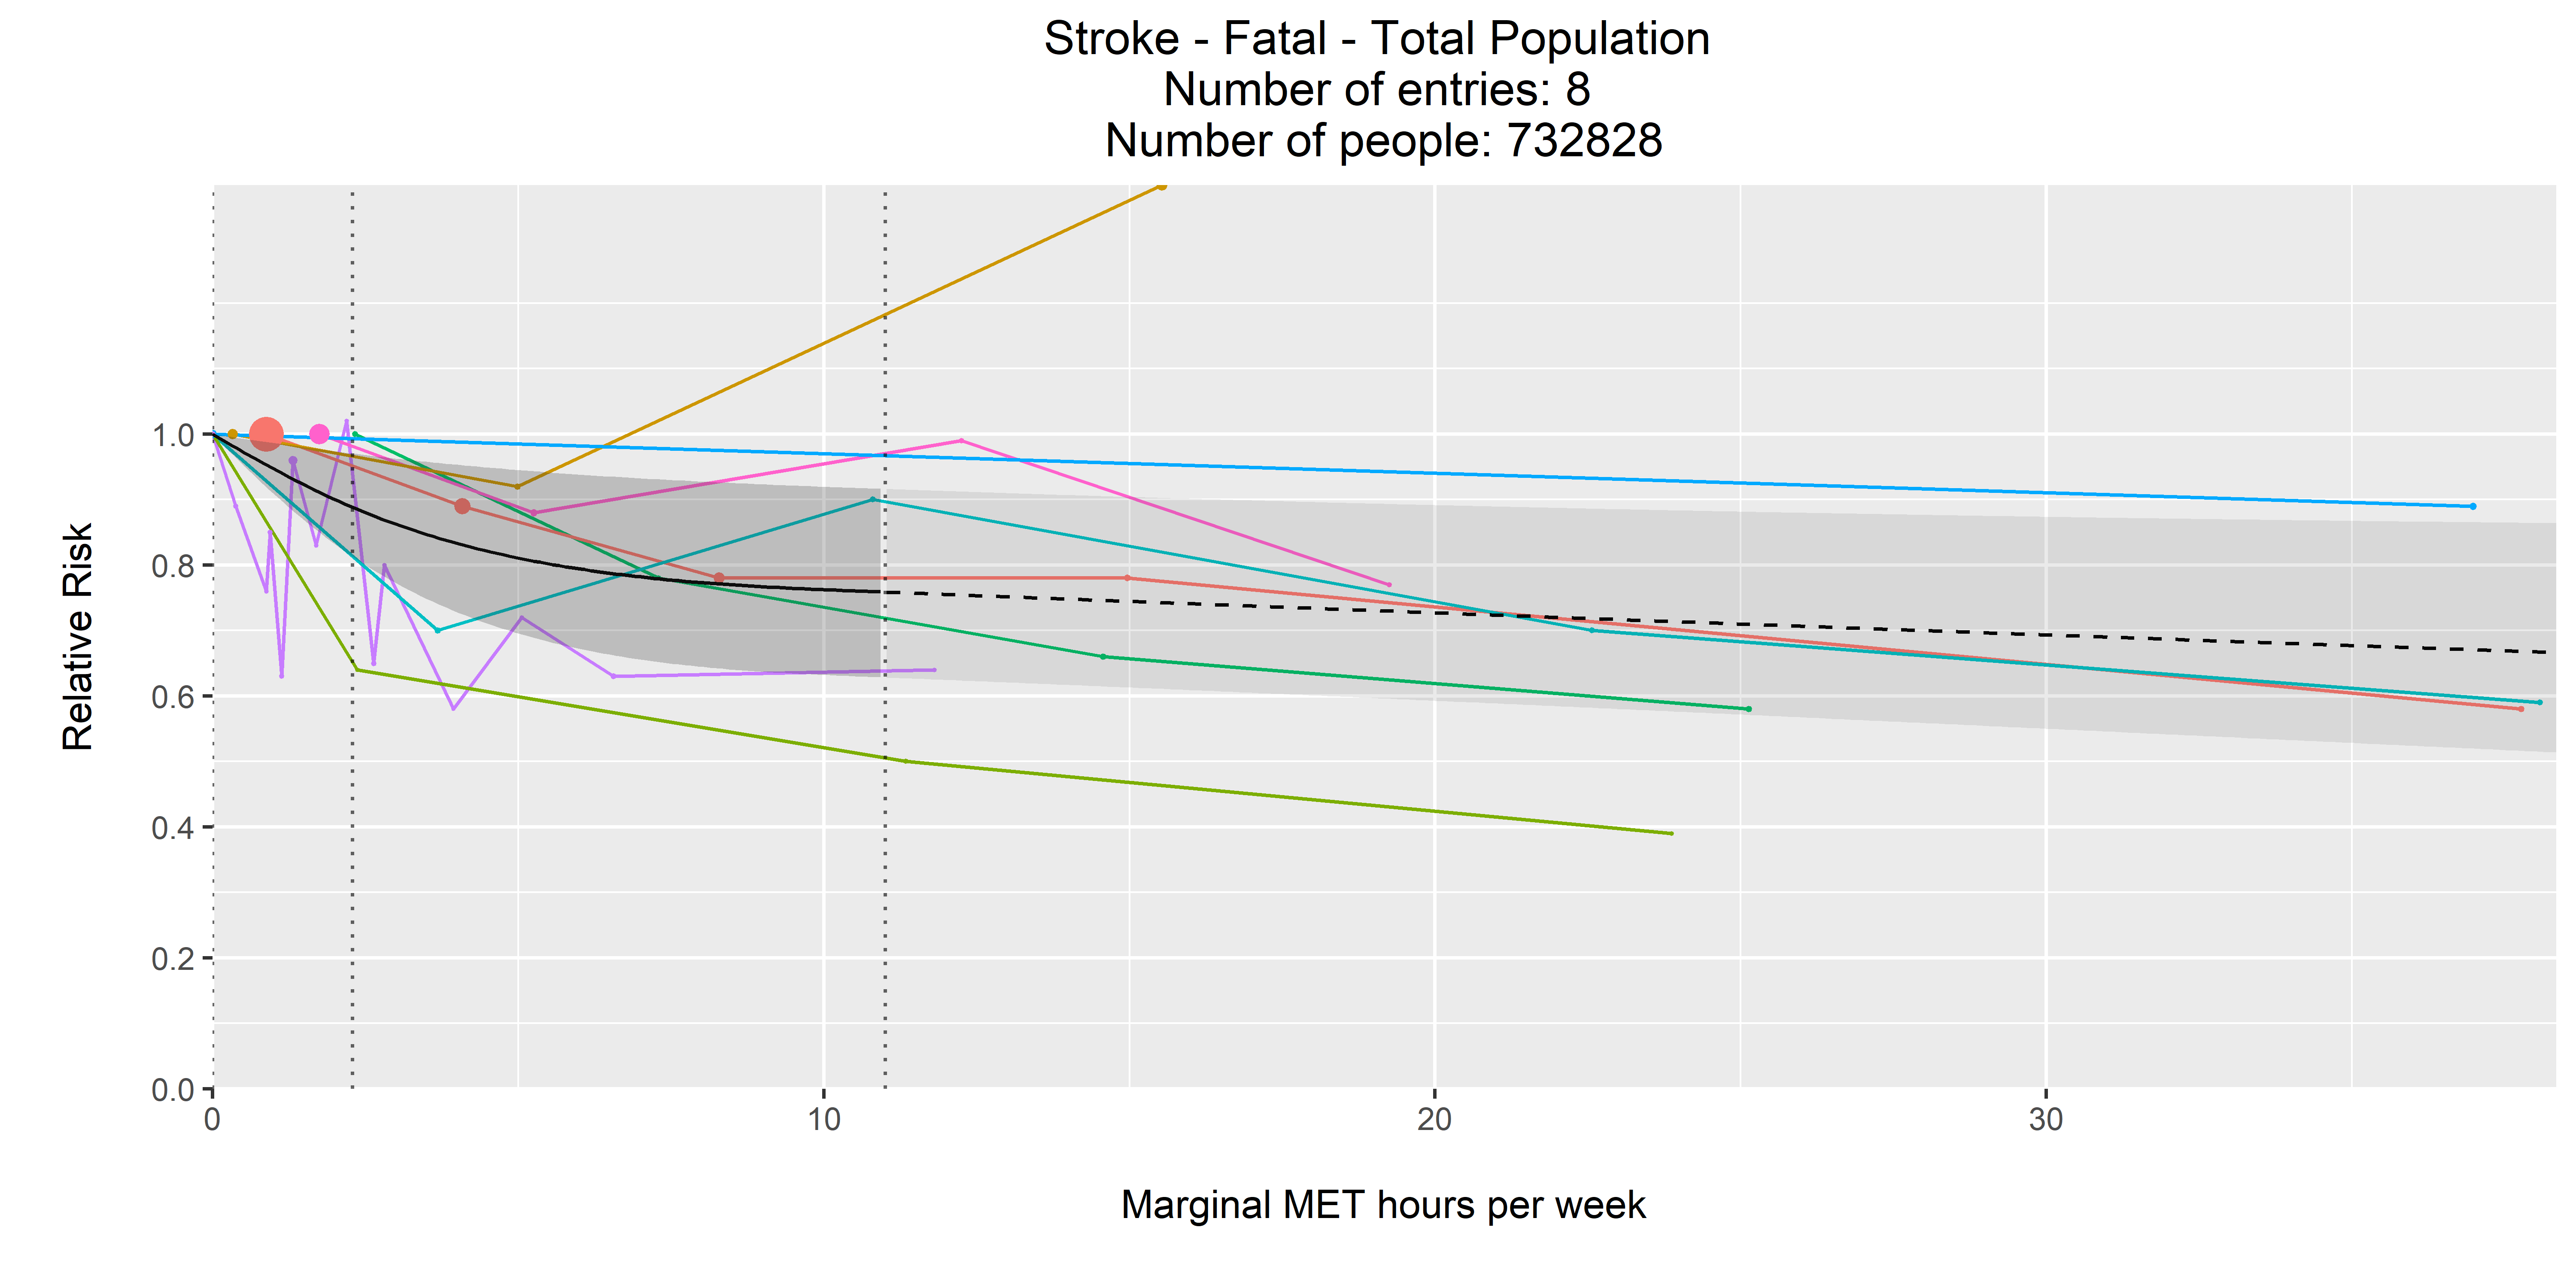 Stroke - Fatal - Total Population
Number of entries: 8
Number of people: 732828
Relative Risk
1.0
0.8
0.6
0.4
0.2
0.0
0 10 20 30
Marginal MET hours per week